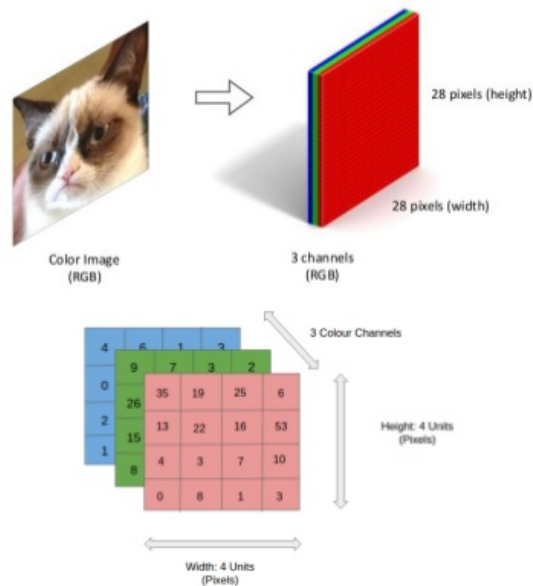 28 pixels (height)
28 pixels (width)
Color Image
(RGB)
3 channels
(RGB)
3 Colour Channels
4 6 1 3
0
2
1
9 7 3 2
26
15
8
35 19 25 6
13 22 16 53
4 3 7 10
0 8 1 3
Height: 4 Units
(Pixels)
Width: 4 Units
(Pixels)